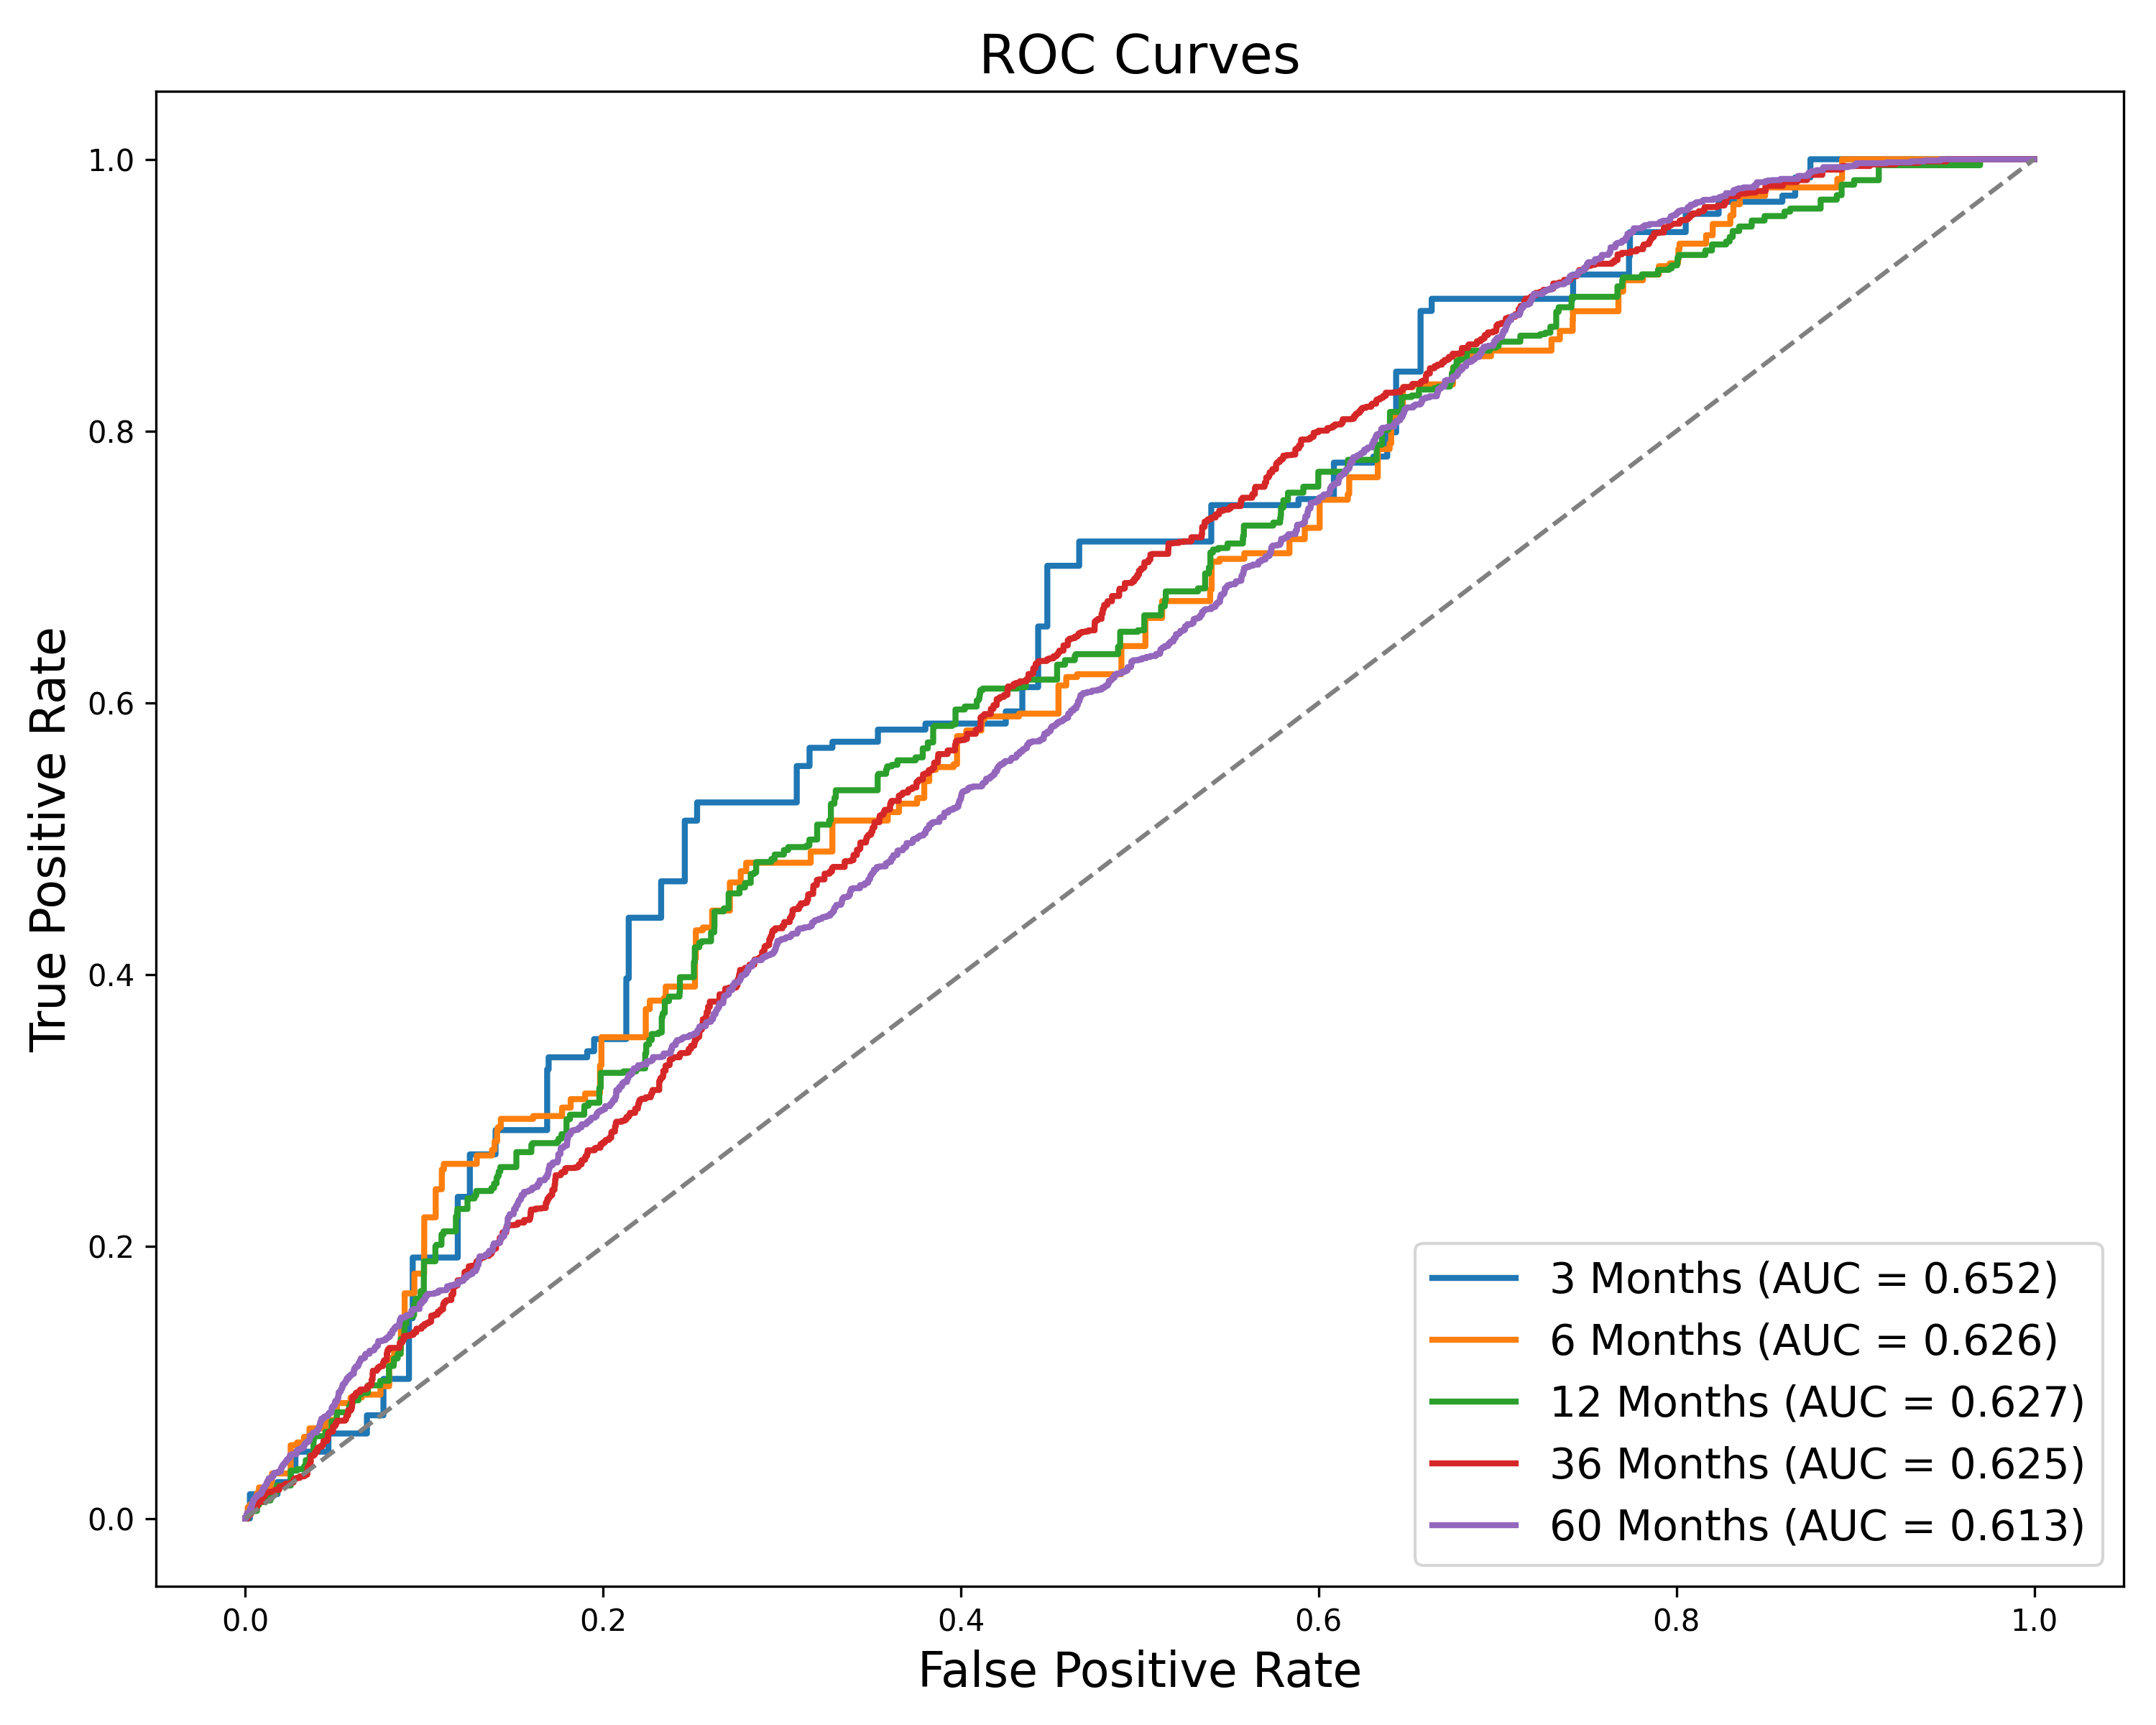 ROC Curves
True Positive Rate
1.0
0.8
0.6
0.4
0.2
0.0
3 Months (AUC = 0.652)
6 Months (AUC = 0.626)
12 Months (AUC = 0.627)
36 Months (AUC = 0.625)
60 Months (AUC = 0.613)
0.0 0.2 0.4 0.6 0.8 1.0
False Positive Rate